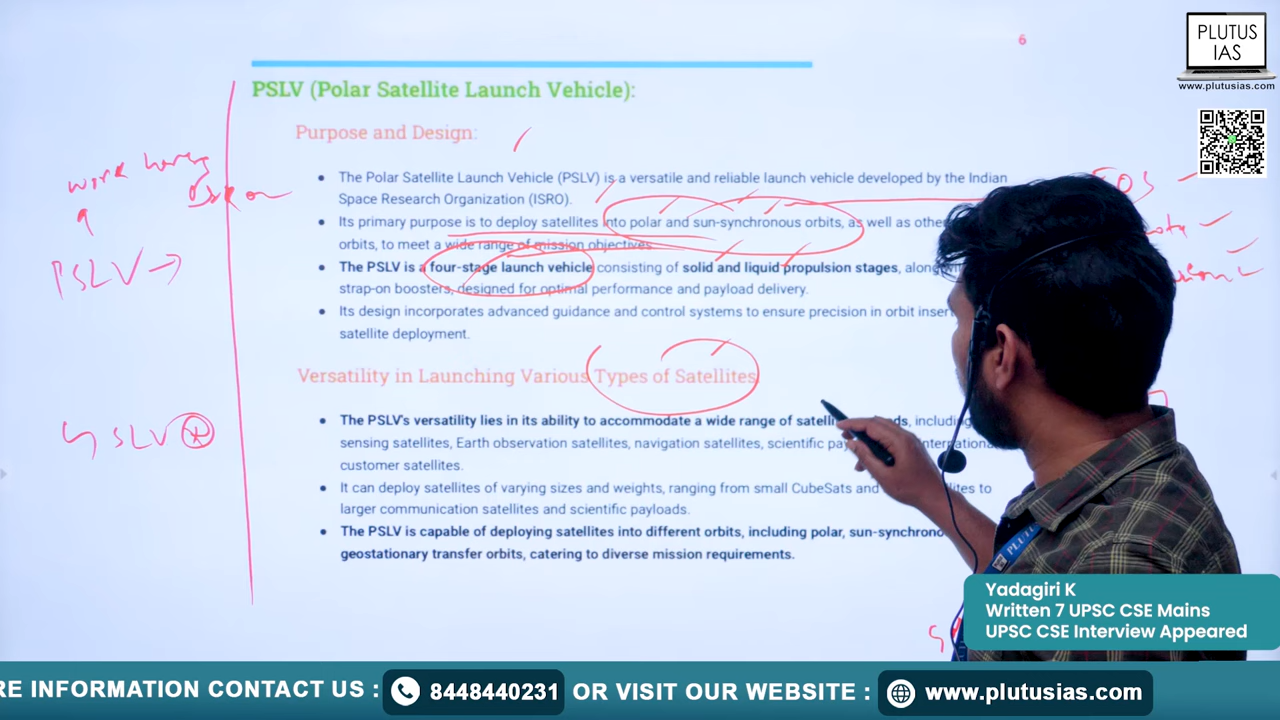 6
PLUTUS
IAS
www.plutusias.com
PSLV (Polar Satellite Launch Vehicle):
Purpose and Design:
• The Polar Satellite Launch Vehicle (PSLV) is a versatile and reliable launch vehicle developed by the Indian
Space Research Organization (ISRO).
• Its primary purpose is to deploy satellites into polar and sun-synchronous orbits, as well as other
orbits, to meet a wide range of mission objectives.
• The PSLV is a four-stage launch vehicle consisting of solid and liquid propulsion stages, along
strap-on boosters, designed for optimal performance and payload delivery.
• Its design incorporates advanced guidance and control systems to ensure precision in orbit
satellite deployment.
Versatility in Launching Various Types of Satellites
• The PSLV's versatility lies in its ability to accommodate a wide range of including
sensing satellites, Earth observation satellites, navigation satellites, scientific
customer satellites.
• It can deploy satellites of varying sizes and weights, ranging from small CubeSats and to
larger communication satellites and scientific payloads.
• The PSLV is capable of deploying satellites into different orbits, including polar,
geostationary transfer orbits, catering to diverse mission requirements.
work horse
PSLV →
GSLV
EOS
Yadagiri K
Written 7 UPSC CSE Mains
UPSC CSE Interview Appeared
RE INFORMATION CONTACT US : 8448440231 OR VISIT OUR WEBSITE : www.plutusias.com